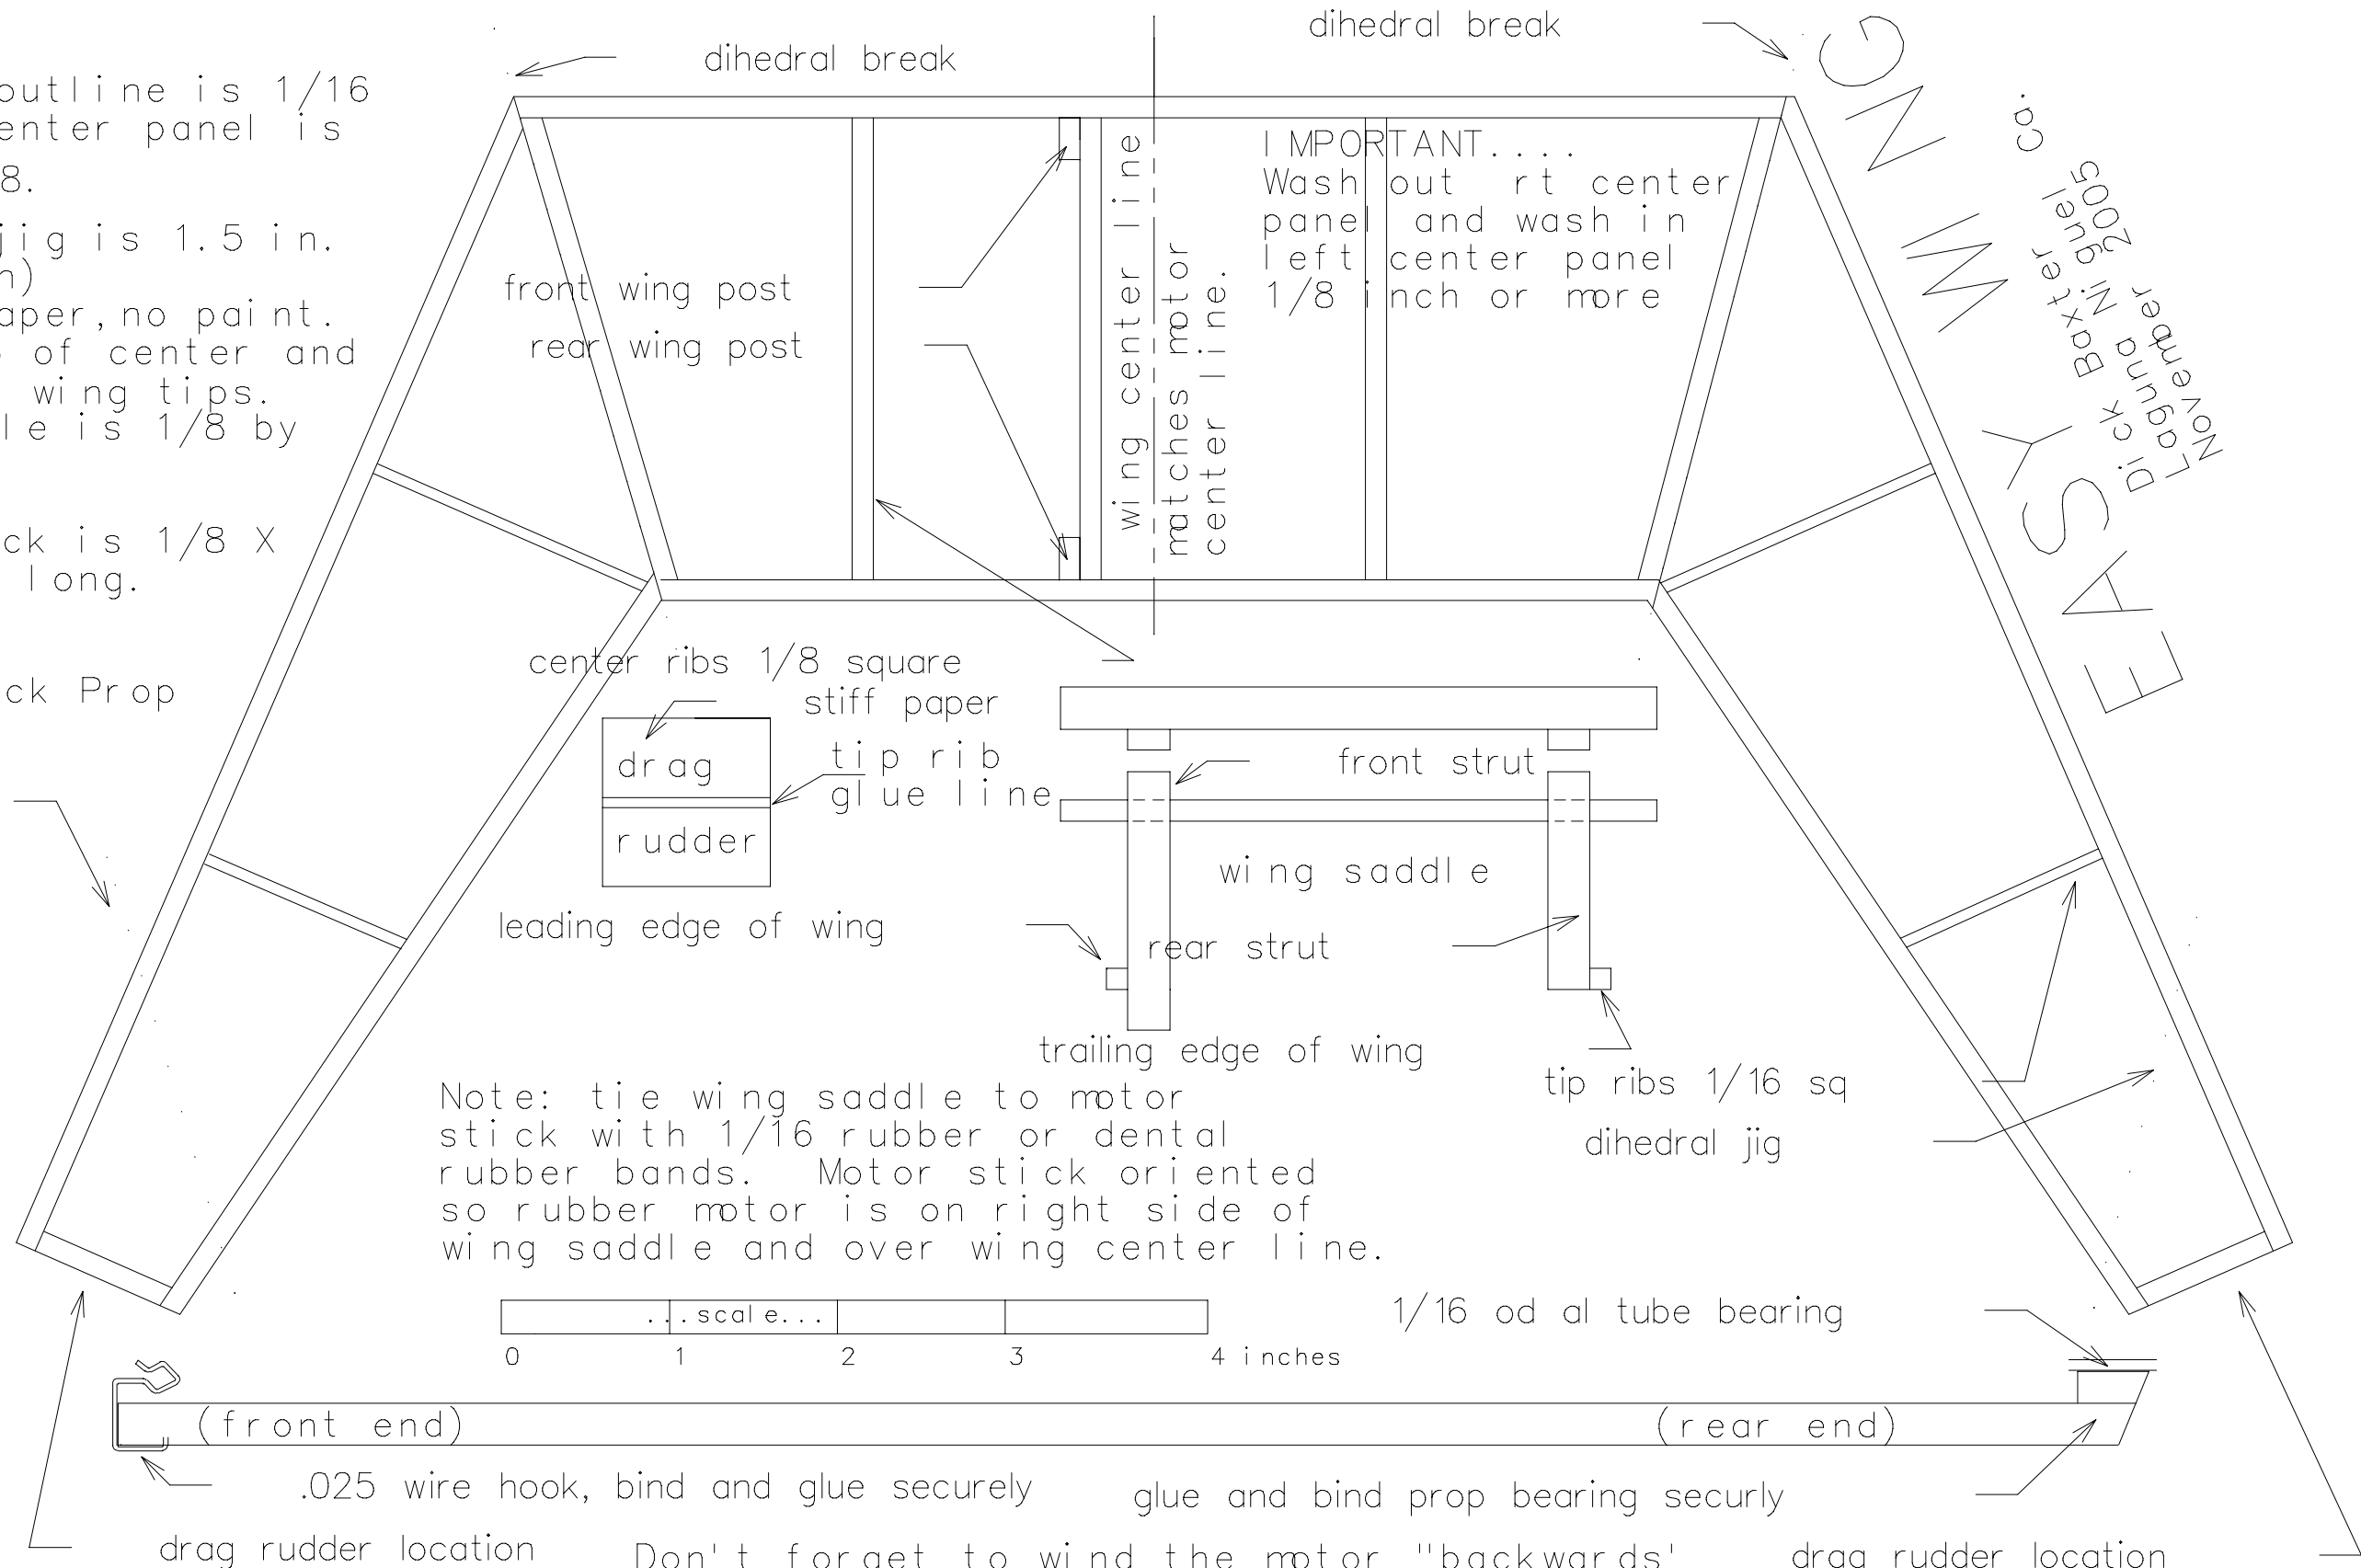 dihedral break
dihedral break
outline is 1/16
panel is
8.
jig is 1.5 in.
no paint.
of center and
wing tips.
is 1/8 by
is 1/8 X
long.
Prop
IMPORTANT....
Wash out rt center
panel and wash in
left center panel
1/8 inch or more
wing center line
matches motor
center line.
front wing post
rear wing post
EASY
WING
Dick Baxter
Laguna Niguel Ca.
November 2005
center ribs 1/8 square
stiff paper
drag
rudder
tip rib
glue line
front strut
wing saddle
leading edge of wing
rear strut
trailing edge of wing
tip ribs 1/16 sq
dihedral jig
Note: tie wing saddle to motor
stick with 1/16 rubber or dental
rubber bands. Motor stick oriented
so rubber motor is on right side of
wing saddle and over wing center line.
...scale...
0 1 2 3 4 inches
1/16 od al tube bearing
(front end)
(rear end)
.025 wire hook, bind and glue securely
glue and bind prop bearing securly
drag rudder location
Don't forget to wind the motor "backwards'
drag rudder location